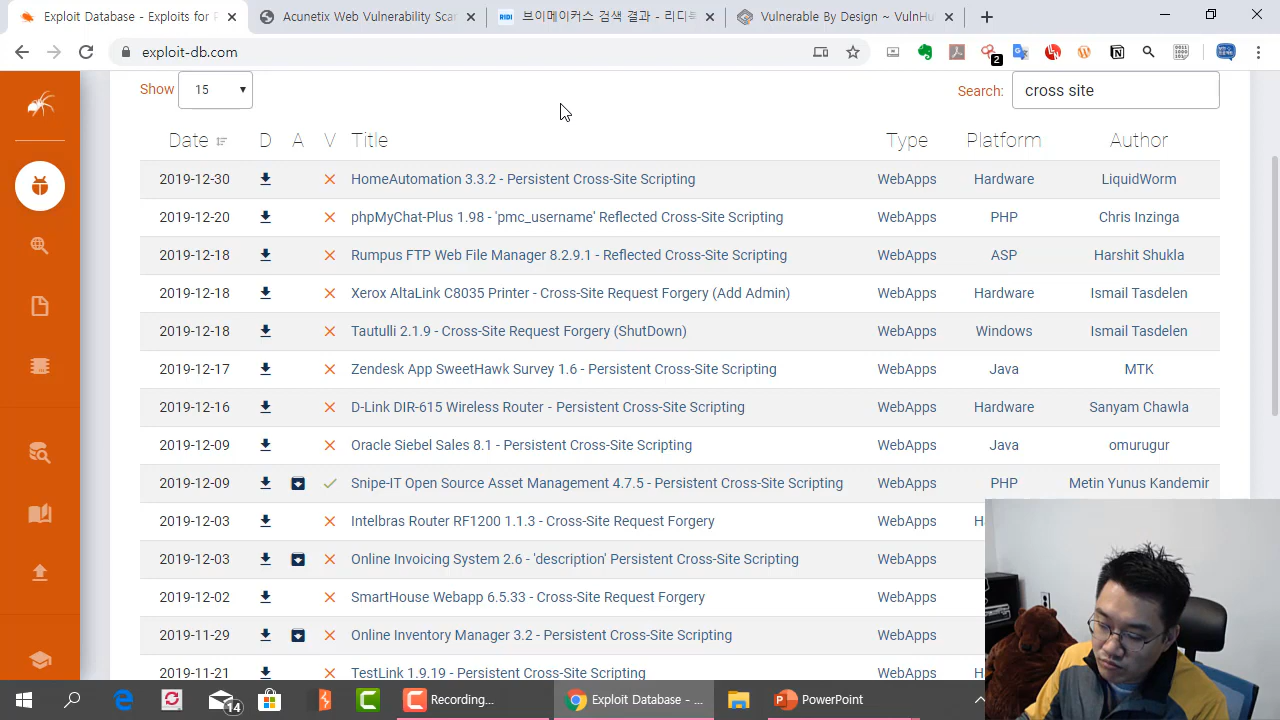 Exploit Database - Exploits for P
Acunetix Web Vulnerability Scan
RIDI 브이메이커스 검색 결과 - 리디북
Vulnerable By Design ~ VulnHub
exploit-db.com
2
Show 15
Search: cross site
Date D A V Title Type Platform Author
2019-12-30 HomeAutomation 3.3.2 - Persistent Cross-Site Scripting WebApps Hardware LiquidWorm
2019-12-20 phpMyChat-Plus 1.98 - 'pmc_username' Reflected Cross-Site Scripting WebApps PHP Chris Inzinga
2019-12-18 Rumpus FTP Web File Manager 8.2.9.1 - Reflected Cross-Site Scripting WebApps ASP Harshit Shukla
2019-12-18 Xerox AltaLink C8035 Printer - Cross-Site Request Forgery (Add Admin) WebApps Hardware Ismail Tasdelen
2019-12-18 Tautulli 2.1.9 - Cross-Site Request Forgery (ShutDown) WebApps Windows Ismail Tasdelen
2019-12-17 Zendesk App SweetHawk Survey 1.6 - Persistent Cross-Site Scripting WebApps Java MTK
2019-12-16 D-Link DIR-615 Wireless Router - Persistent Cross-Site Scripting WebApps Hardware Sanyam Chawla
2019-12-09 Oracle Siebel Sales 8.1 - Persistent Cross-Site Scripting WebApps Java omurugur
2019-12-09 Snipe-IT Open Source Asset Management 4.7.5 - Persistent Cross-Site Scripting WebApps PHP Metin Yunus Kandemir
2019-12-03 Intelbras Router RF1200 1.1.3 - Cross-Site Request Forgery WebApps H
2019-12-03 Online Invoicing System 2.6 - 'description' Persistent Cross-Site Scripting WebApps
2019-12-02 SmartHouse Webapp 6.5.33 - Cross-Site Request Forgery WebApps
2019-11-29 Online Inventory Manager 3.2 - Persistent Cross-Site Scripting WebApps
2019-11-21 TestLink 1.9.19 - Persistent Cross-Site Scripting WebApps
14 Recording... Exploit Database - ... PowerPoint